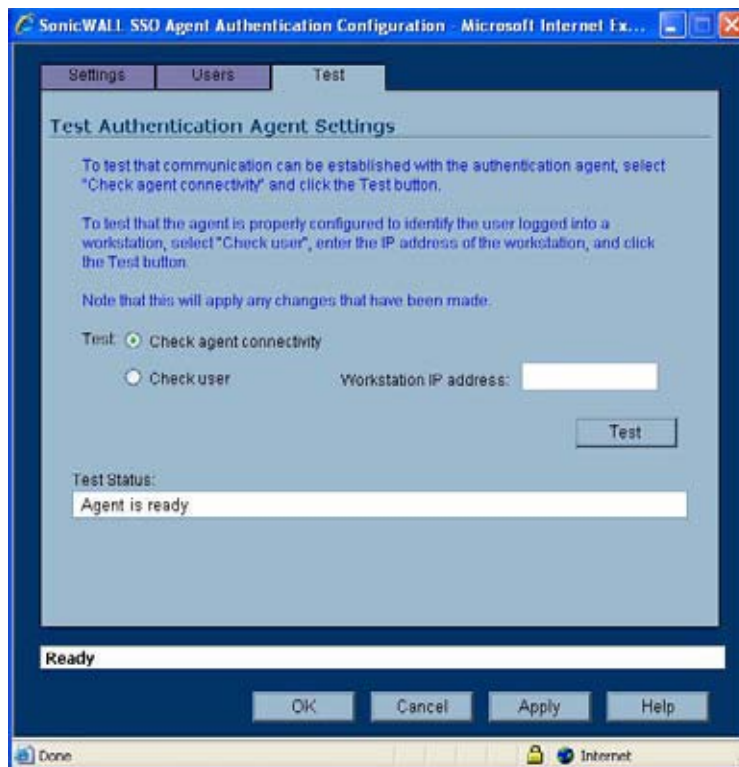 SonicWALL SSO Agent Authentication Configuration - Microsoft Internet Ex...
Settings
Users
Test
Test Authentication Agent Settings
To test that communication can be established with the authentication agent, select
"Check agent connectivity" and click the Test button.
To test that the agent is properly configured to identify the user logged into a
workstation, select "Check user", enter the IP address of the workstation, and click
the Test button.
Note that this will apply any changes that have been made.
Test: Check agent connectivity
Check user Workstation IP address:
Test
Test Status:
Agent is ready
Ready
OK Cancel Apply Help
Done Internet